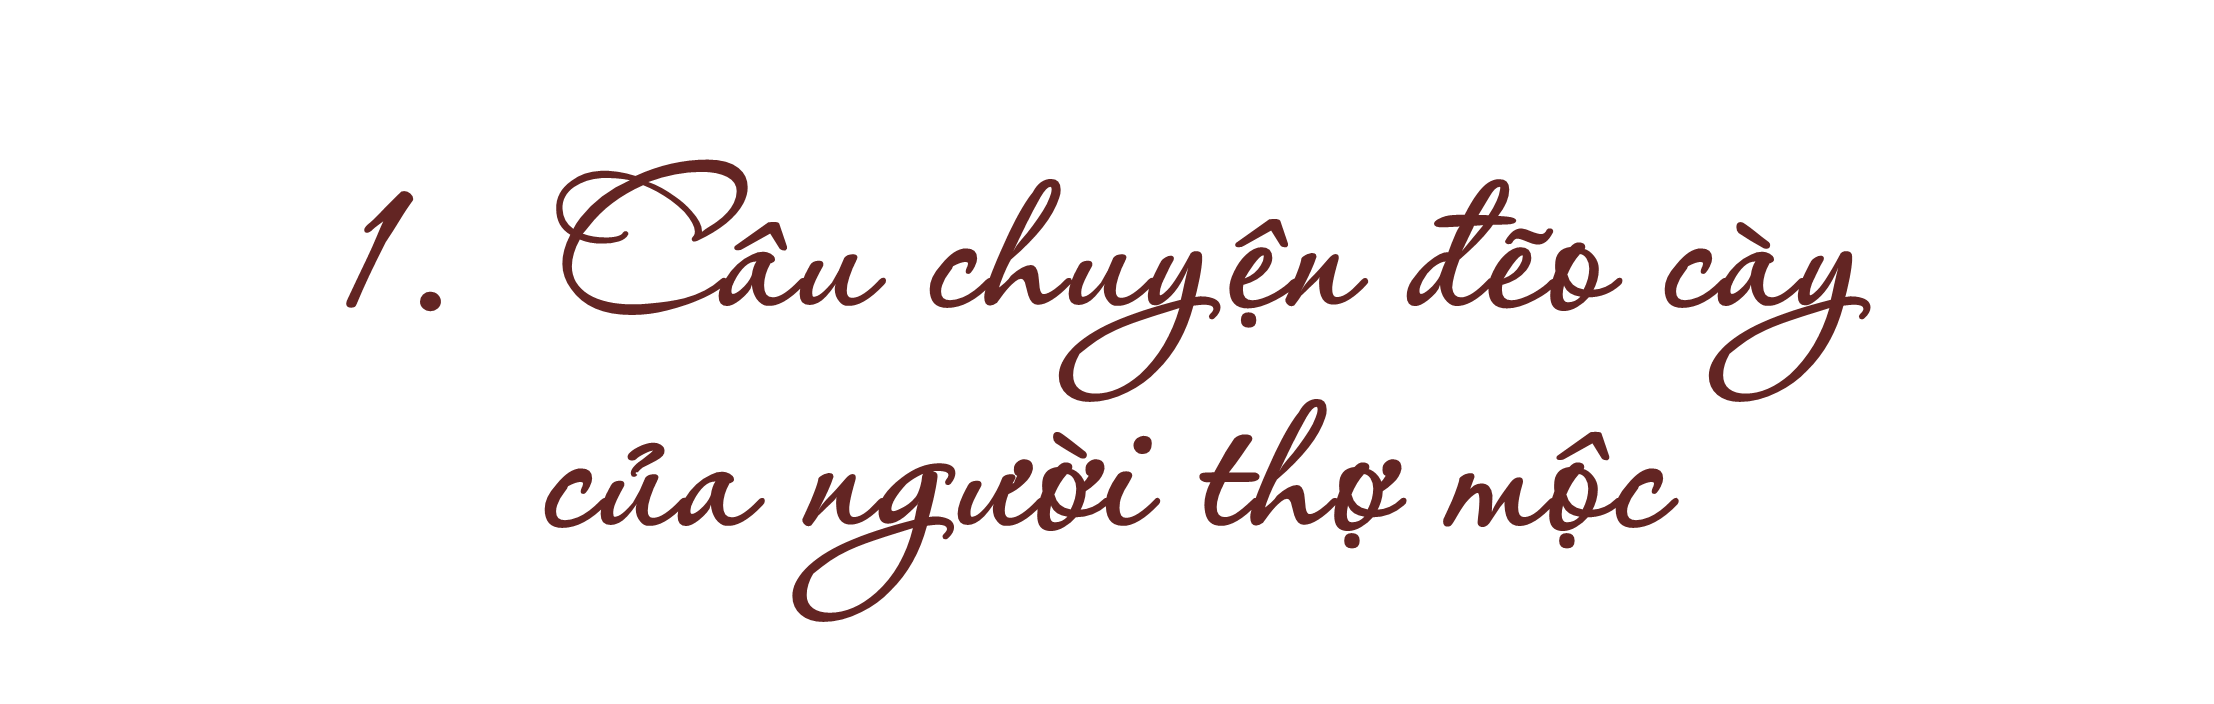 1. Câu chuyện đẽo cày
của người thợ mộc